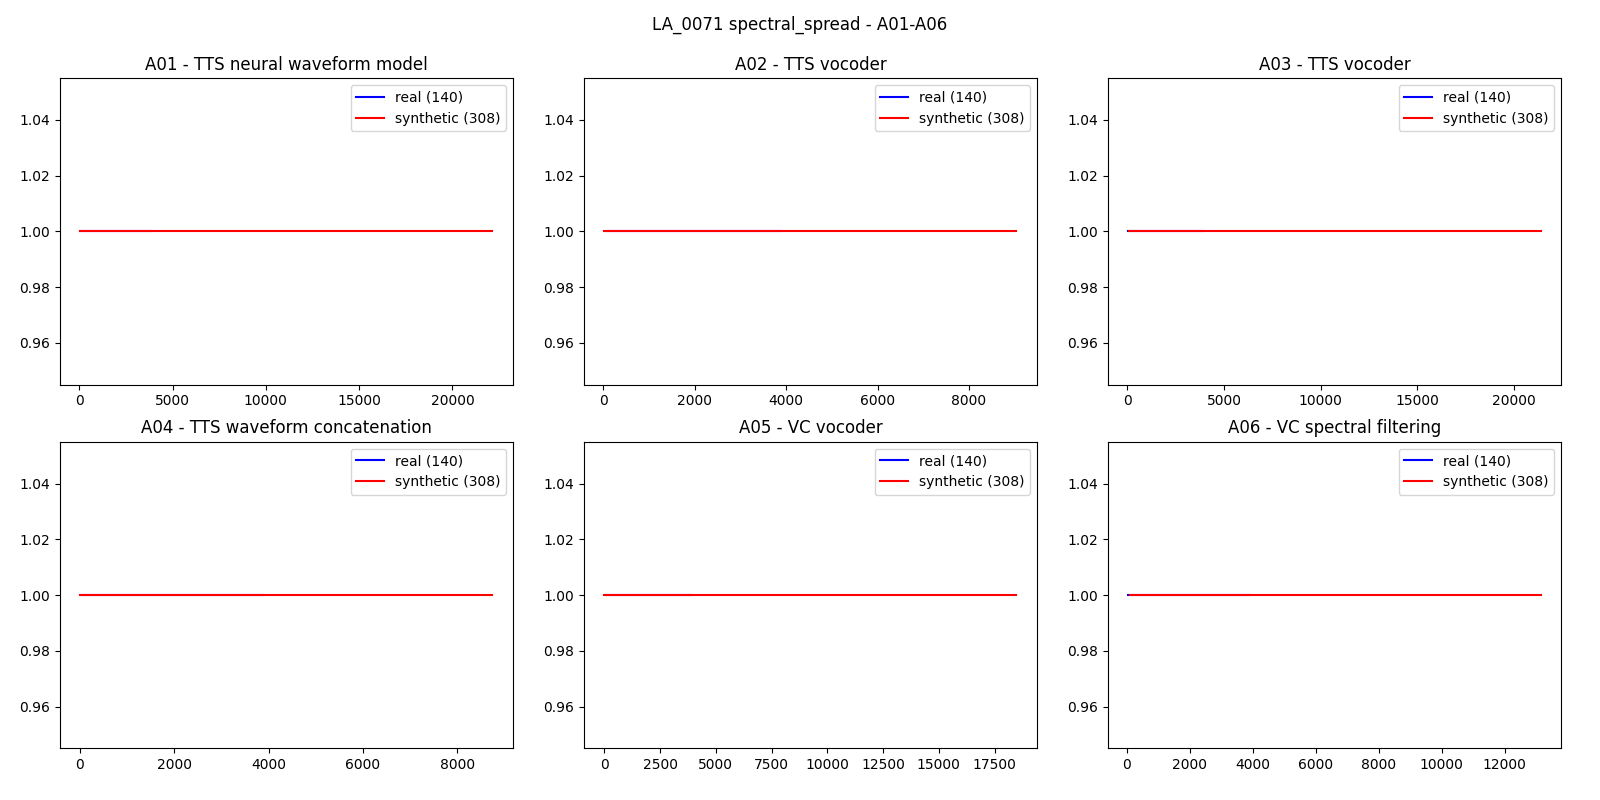 LA_0071 spectral_spread - A01-A06
A01 - TTS neural waveform model
real (140)
synthetic (308)
1.04
1.02
1.00
0.98
0.96
0 5000 10000 15000 20000
A02 - TTS vocoder
real (140)
synthetic (308)
1.04
1.02
1.00
0.98
0.96
0 2000 4000 6000 8000
A03 - TTS vocoder
real (140)
synthetic (308)
1.04
1.02
1.00
0.98
0.96
0 5000 10000 15000 20000
A04 - TTS waveform concatenation
real (140)
synthetic (308)
1.04
1.02
1.00
0.98
0.96
0 2000 4000 6000 8000
A05 - VC vocoder
real (140)
synthetic (308)
1.04
1.02
1.00
0.98
0.96
0 2500 5000 7500 10000 12500 15000 17500
A06 - VC spectral filtering
real (140)
synthetic (308)
1.04
1.02
1.00
0.98
0.96
0 2000 4000 6000 8000 10000 12000